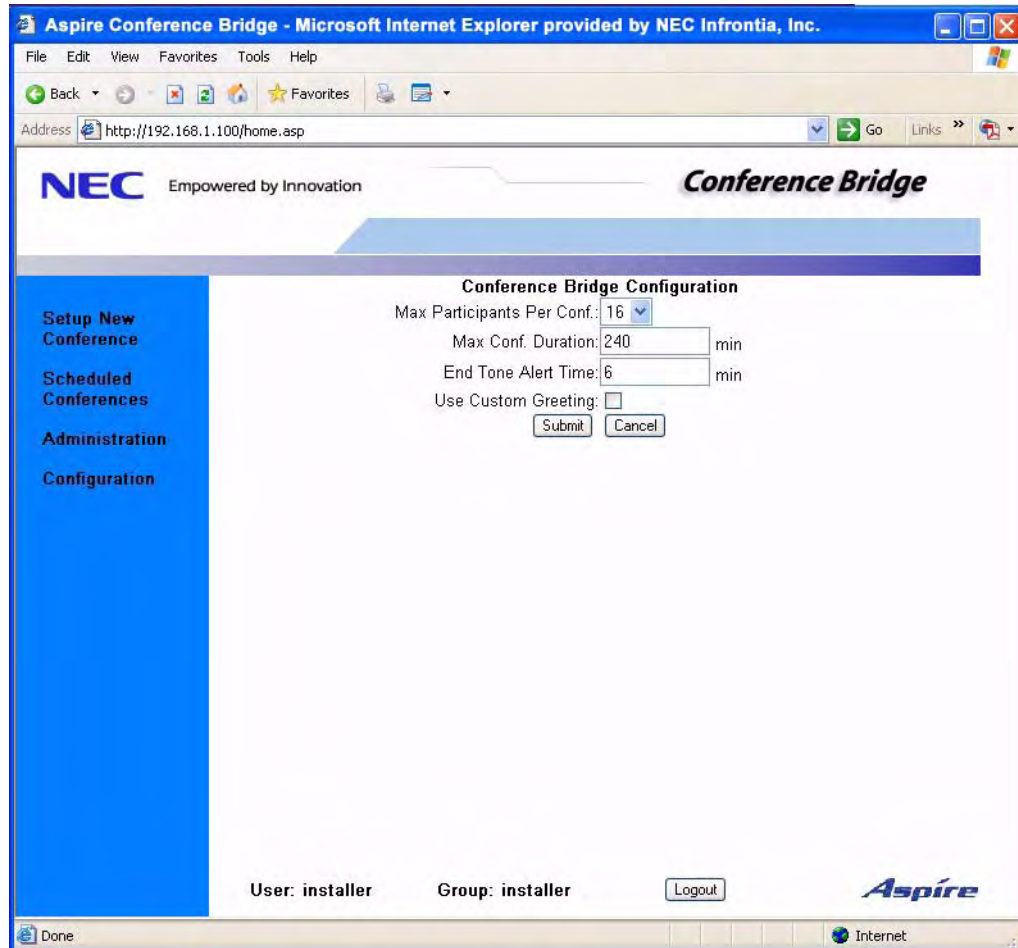 Aspire Conference Bridge - Microsoft Internet Explorer provided by NEC Infrontia, Inc.
File Edit View Favorites Tools Help
Back Favorites
Address http://192.168.1.100/home.asp Go Links »
NEC Empowered by Innovation Conference Bridge
Conference Bridge Configuration
Max Participants Per Conf.: 16
Max Conf. Duration: 240 min
End Tone Alert Time: 6 min
Use Custom Greeting:
Submit Cancel
Setup New
Conference
Scheduled
Conferences
Administration
Configuration
User: installer Group: installer Logout Aspire
Done Internet